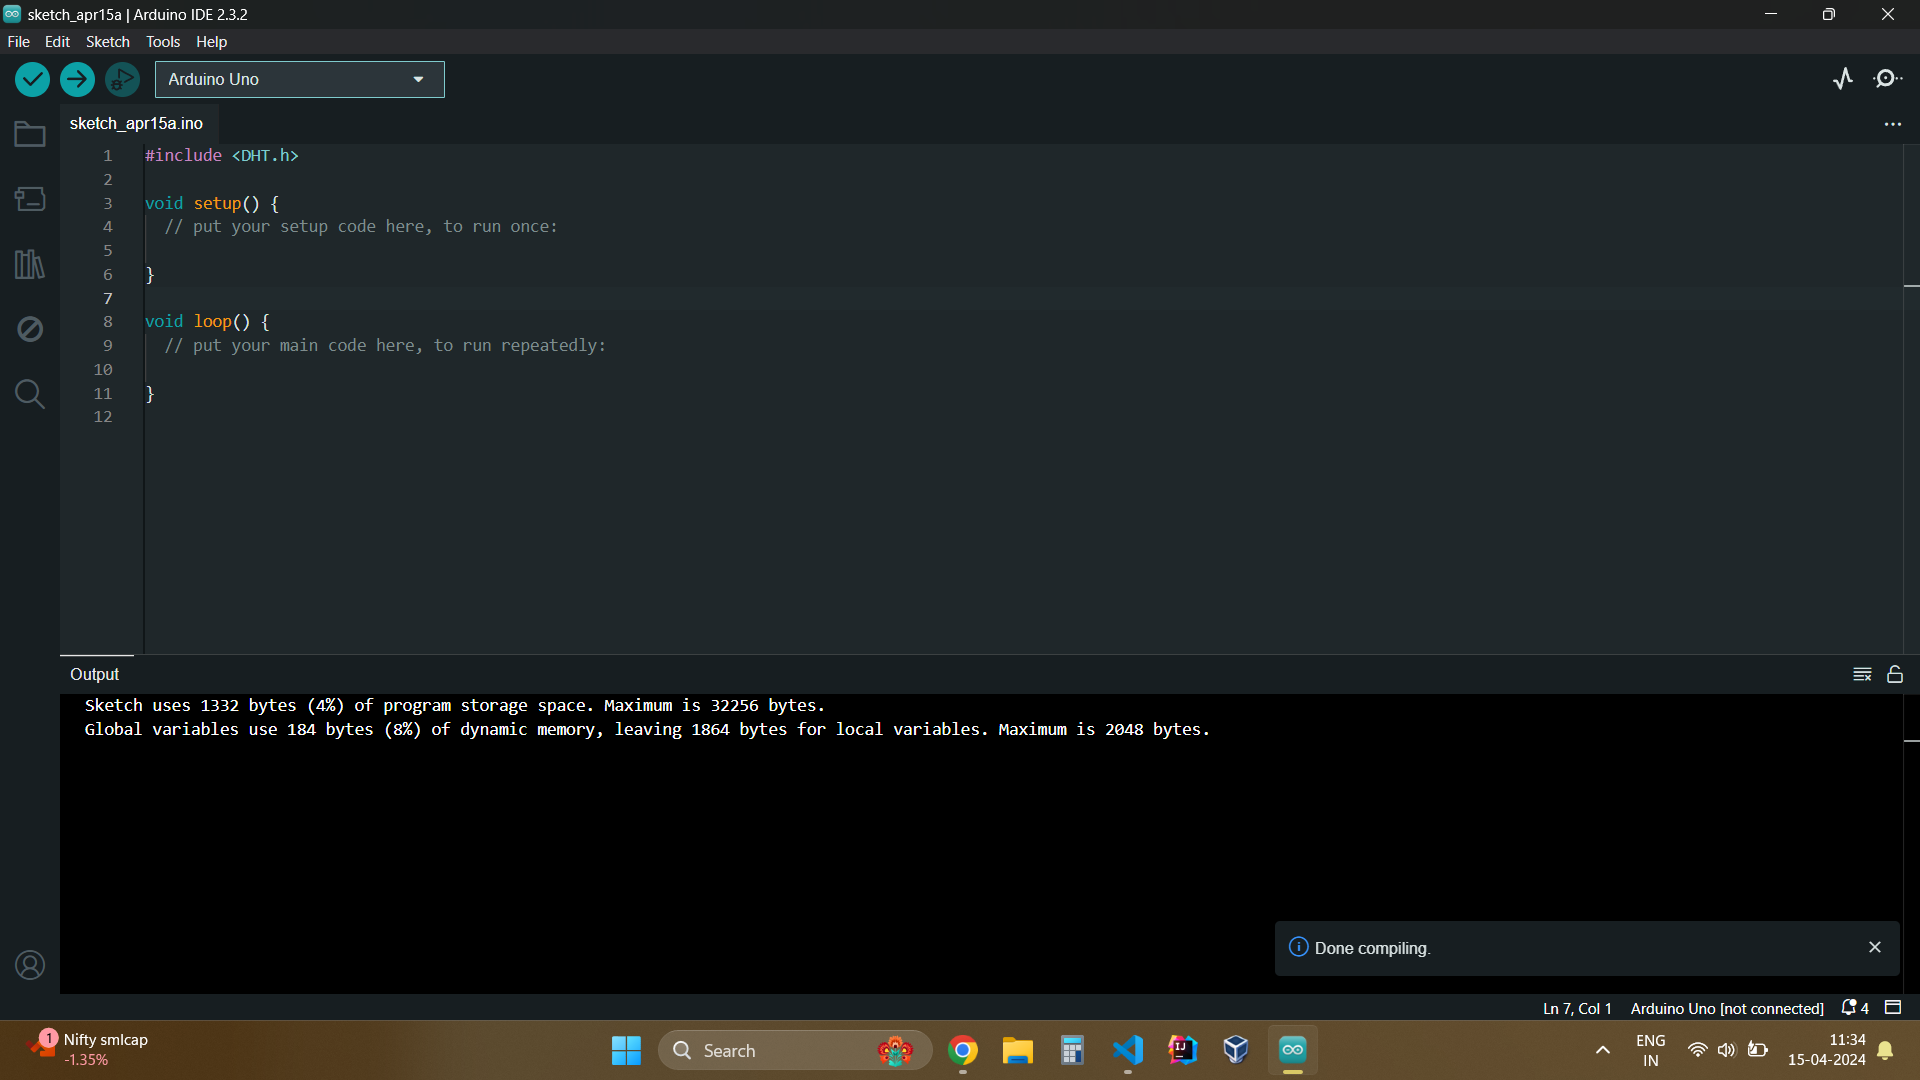 sketch_apr15a | Arduino IDE 2.3.2
File Edit Sketch Tools Help
Arduino Uno
sketch_apr15a.ino
1 #include <DHT.h>
2
3 void setup() {
4 // put your setup code here, to run once:
5
6 }
7
8 void loop() {
9 // put your main code here, to run repeatedly:
10
11 }
12
Output
Sketch uses 1332 bytes (4%) of program storage space. Maximum is 32256 bytes.
Global variables use 184 bytes (8%) of dynamic memory, leaving 1864 bytes for local variables. Maximum is 2048 bytes.
Done compiling.
Ln 7, Col 1 Arduino Uno [not connected] 4
1 Nifty smlcap
-1.35%
Search
IJ
ENG
IN
11:34
15-04-2024